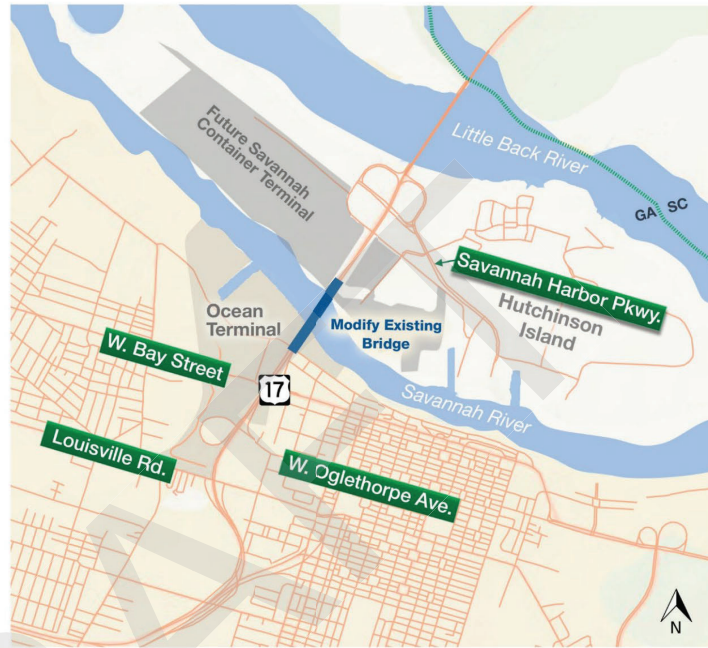 Future Savannah
Container Terminal
Little Back River
GA SC
Savannah Harbor Pkwy.
Hutchinson
Island
Ocean
Terminal
Modify Existing
Bridge
W. Bay Street
17
Savannah River
Louisville Rd.
W. Oglethorpe Ave.
N